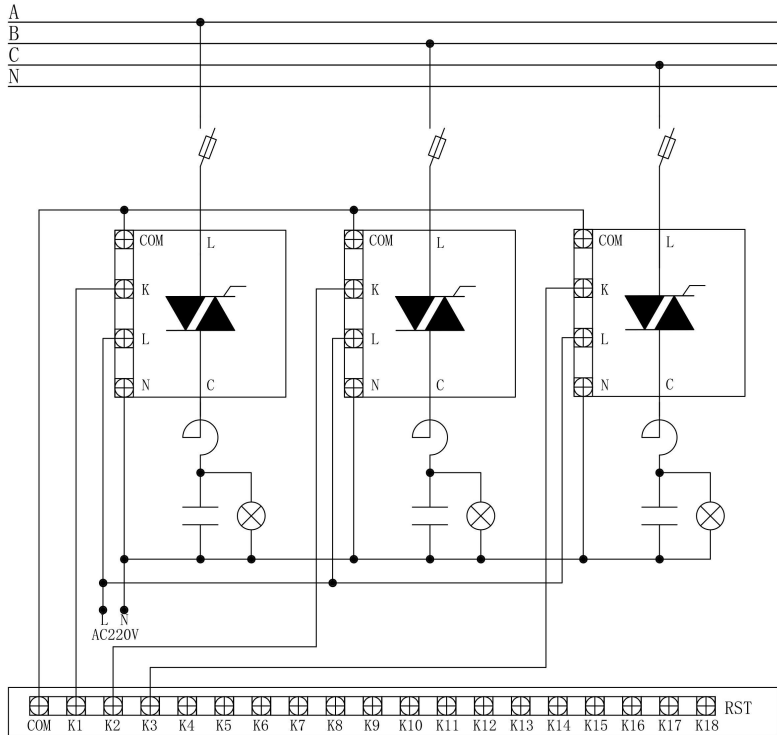 A
B
C
N
COM L
K
L
N C
COM L
K
L
N C
COM L
K
L
N C
L N
AC220V
RST
COM K1 K2 K3 K4 K5 K6 K7 K8 K9 K10 K11 K12 K13 K14 K15 K16 K17 K18